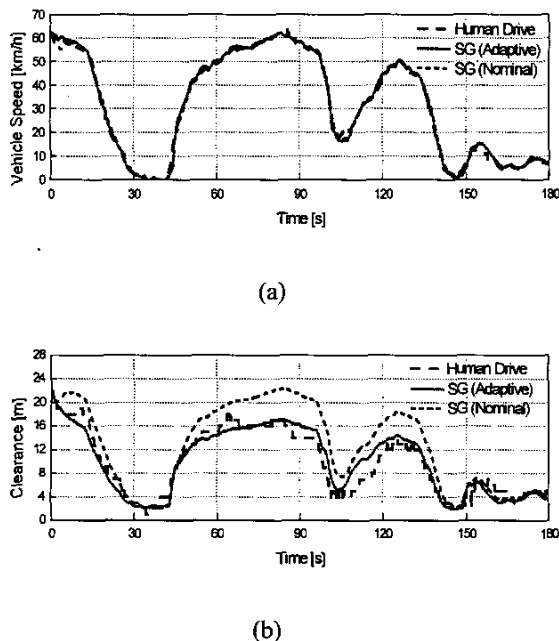 70
60
50
40
30
20
10
0
Vehicle Speed [km/h]
Human Drive
SG (Adaptive)
SG (Nominal)
0 30 60 90 120 150 180
Time [s]
(a)
28
24
20
16
12
8
4
0
Clearance [m]
Human Drive
SG (Adaptive)
SG (Nominal)
0 30 60 90 120 150 180
Time [s]
(b)